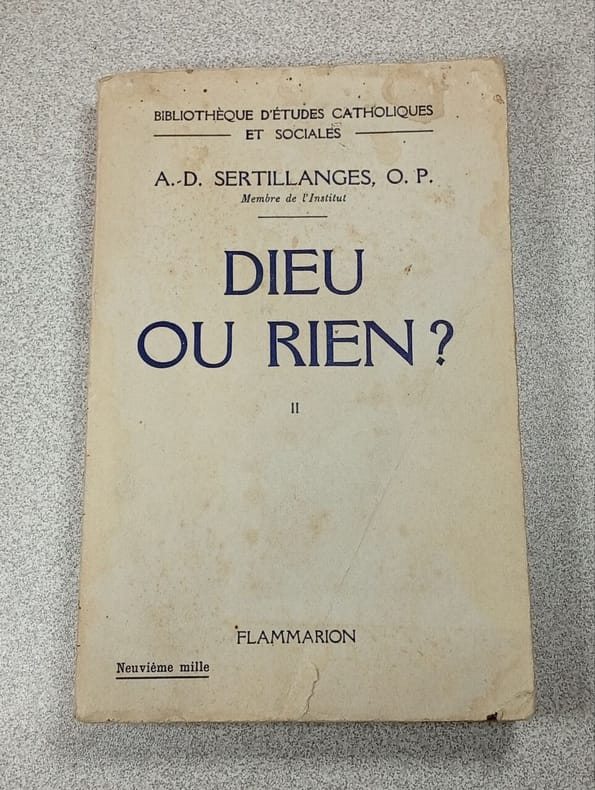 BIBLIOTHÈQUE D'ÉTUDES CATHOLIQUES
ET SOCIALES
A.-D. SERTILLANGES, O. P.
Membre de l'Institut
DIEU
OU RIEN ?
II
FLAMMARION
Neuvième mille